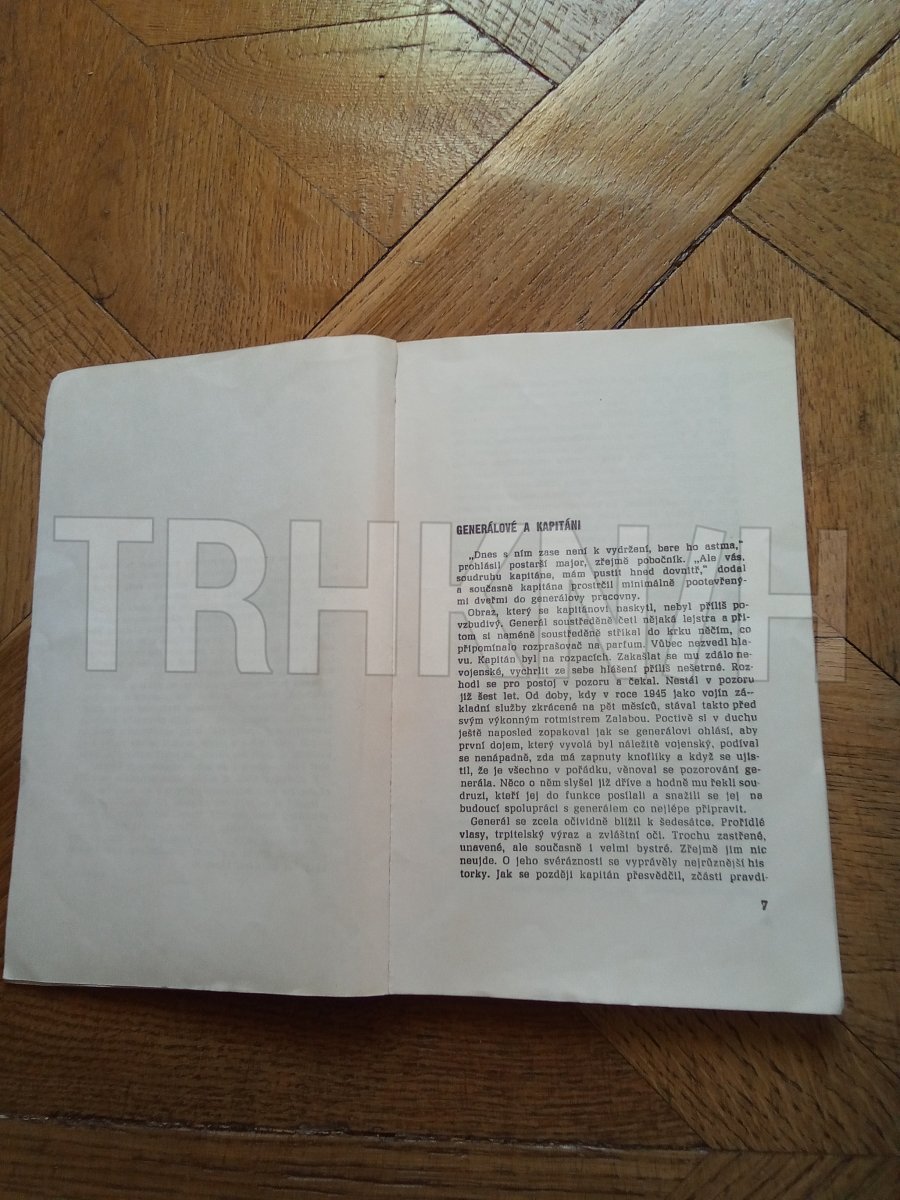 GENERÁLOVÉ A KAPITÁNI
„Dnes s ním zase není k vydržení, bere ho astma,"
prohlásil postarší major, zřejmě pobočník. „Ale vás,
soudruhu kapitáne, mám pustit hned dovnitř," dodal
a současně kapitána prostrčil minimálně pootevřený-
mi dveřmi do generálovy pracovny.
Obraz, který se kapitánovi naskytl, nebyl příliš po-
vzbudivý. Generál soustředěně četl nějaká lejstra a při-
tom si neméně soustředěně stříkal do krku něčím, co
připomínalo rozprašovač na parfum. Vůbec nezvedl hla-
vu. Kapitán byl na rozpacích. Zakašlat se mu zdálo ne-
vojenské, vychrlit ze sebe hlášení příliš nešetrné. Roz-
hodl se pro postoj v pozoru a čekal. Nestál v pozoru
již šest let. Od doby, kdy v roce 1945 jako vojín zá-
kladní služby zkrácené na pět měsíců, stával takto před
svým výkonným rotmistrem Zalabou. Poctivě si v duchu
ještě naposled zopakoval jak se generálovi ohlásí, aby
první dojem, který vyvolá byl náležitě vojenský, podíval
se nenápadně, zda má zapnuty knoflíky a když se ujis-
til, že je všechno v pořádku, věnoval se pozorování ge-
nerála. Něco o něm slyšel již dříve a hodně mu řekli sou-
druzi, kteří jej do funkce posílali a snažili se jej na
budoucí spolupráci s generálem co nejlépe připravit.
Generál se zcela očividně blížil k šedesátce. Prořídlé
vlasy, trpitelský výraz a zvláštní oči. Trochu zastřené,
unavené, ale současně i velmi bystré. Zřejmě jim nic
neujde. O jeho svéráznosti se vyprávěly nejrůznější his
torky. Jak se později kapitán přesvědčil, zčásti pravdi-
7
TRHKNIH